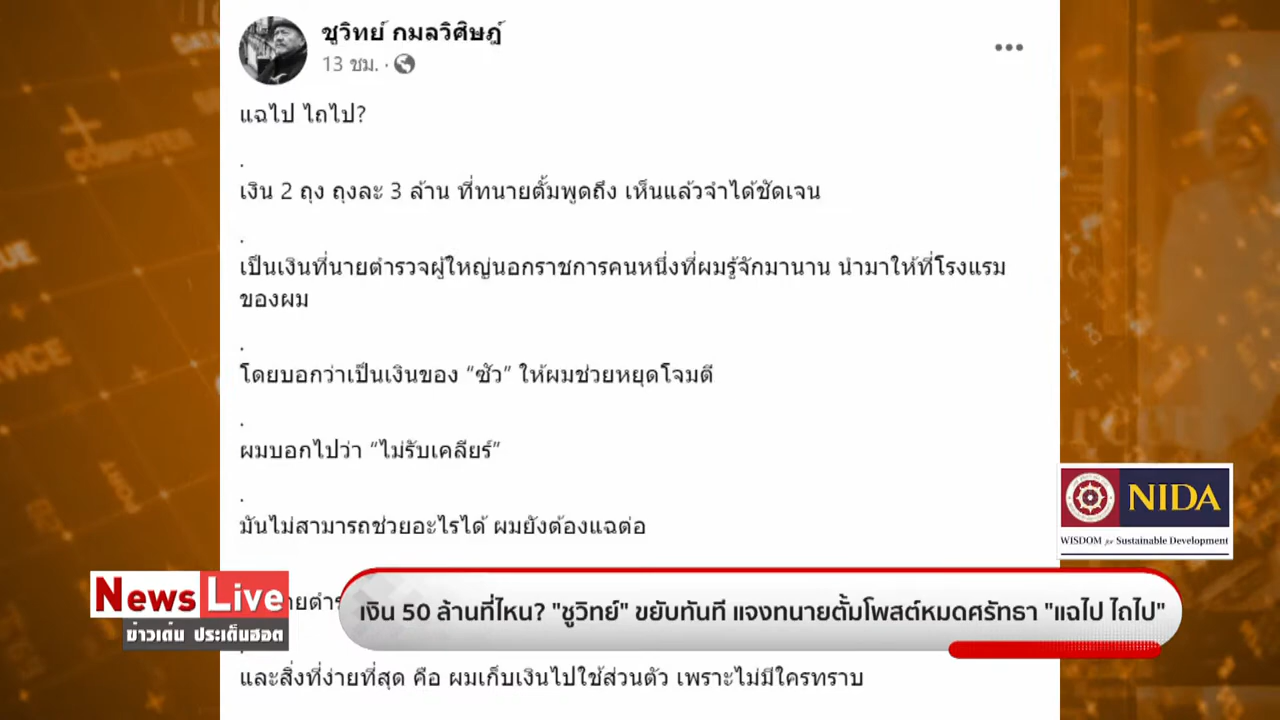 ชูวิทย์ กมลวิศิษฎ์
13 ชม.
แฉไป ไถไป?
.
เงิน 2 ถุง ถุงละ 3 ล้าน ที่ทนายตั้มพูดถึง เห็นแล้วจำได้ชัดเจน
.
เป็นเงินที่นายตำรวจผู้ใหญ่นอกราชการคนหนึ่งที่ผมรู้จักมานาน นำมาให้ที่โรงแรม
ของผม
.
โดยบอกว่าเป็นเงินของ “ซัว” ให้ผมช่วยหยุดโจมตี
.
ผมบอกไปว่า “ไม่รับเคลียร์”
.
มันไม่สามารถช่วยอะไรได้ ผมยังต้องแฉต่อ
NIDA
WISDOM for Sustainable Development
News Live
ข่าวเด่น ประเด็นฮอต
เงิน 50 ล้านที่ไหน? "ชูวิทย์" ขยับทันที แจงทนายตั้มโพสต์หมดศรัทธา "แฉไป ไถไป"
.
และสิ่งที่ง่ายที่สุด คือ ผมเก็บเงินไปใช้ส่วนตัว เพราะไม่มีใครทราบ